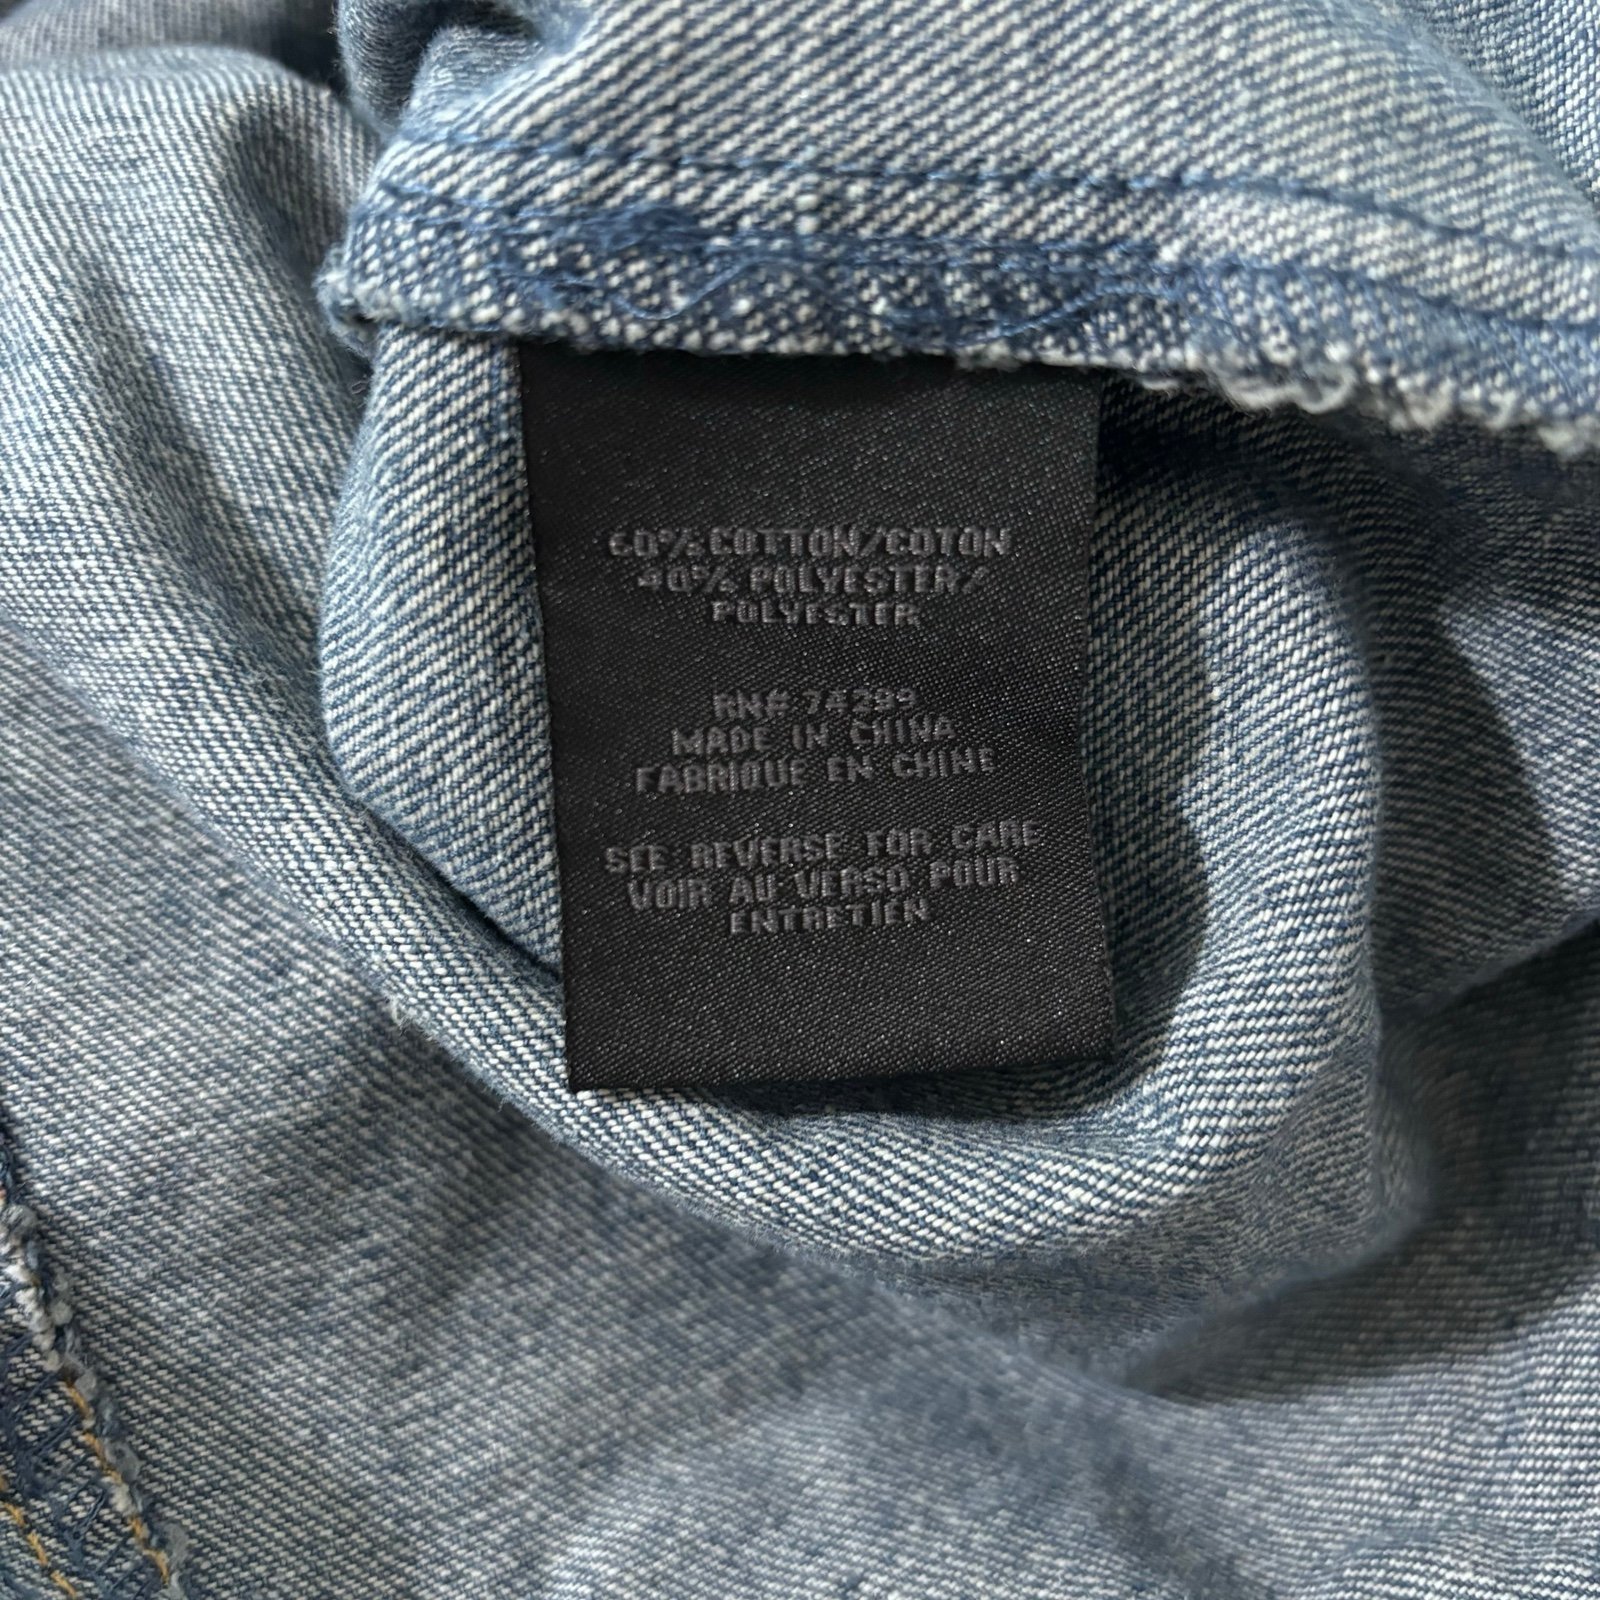 60% COTTON/COTON
40% POLYESTER/
POLYESTER
RN# 74299
MADE IN CHINA
FABRIQUE EN CHINE
SEE REVERSE FOR CARE
VOIR AU VERSO POUR
ENTRETIEN